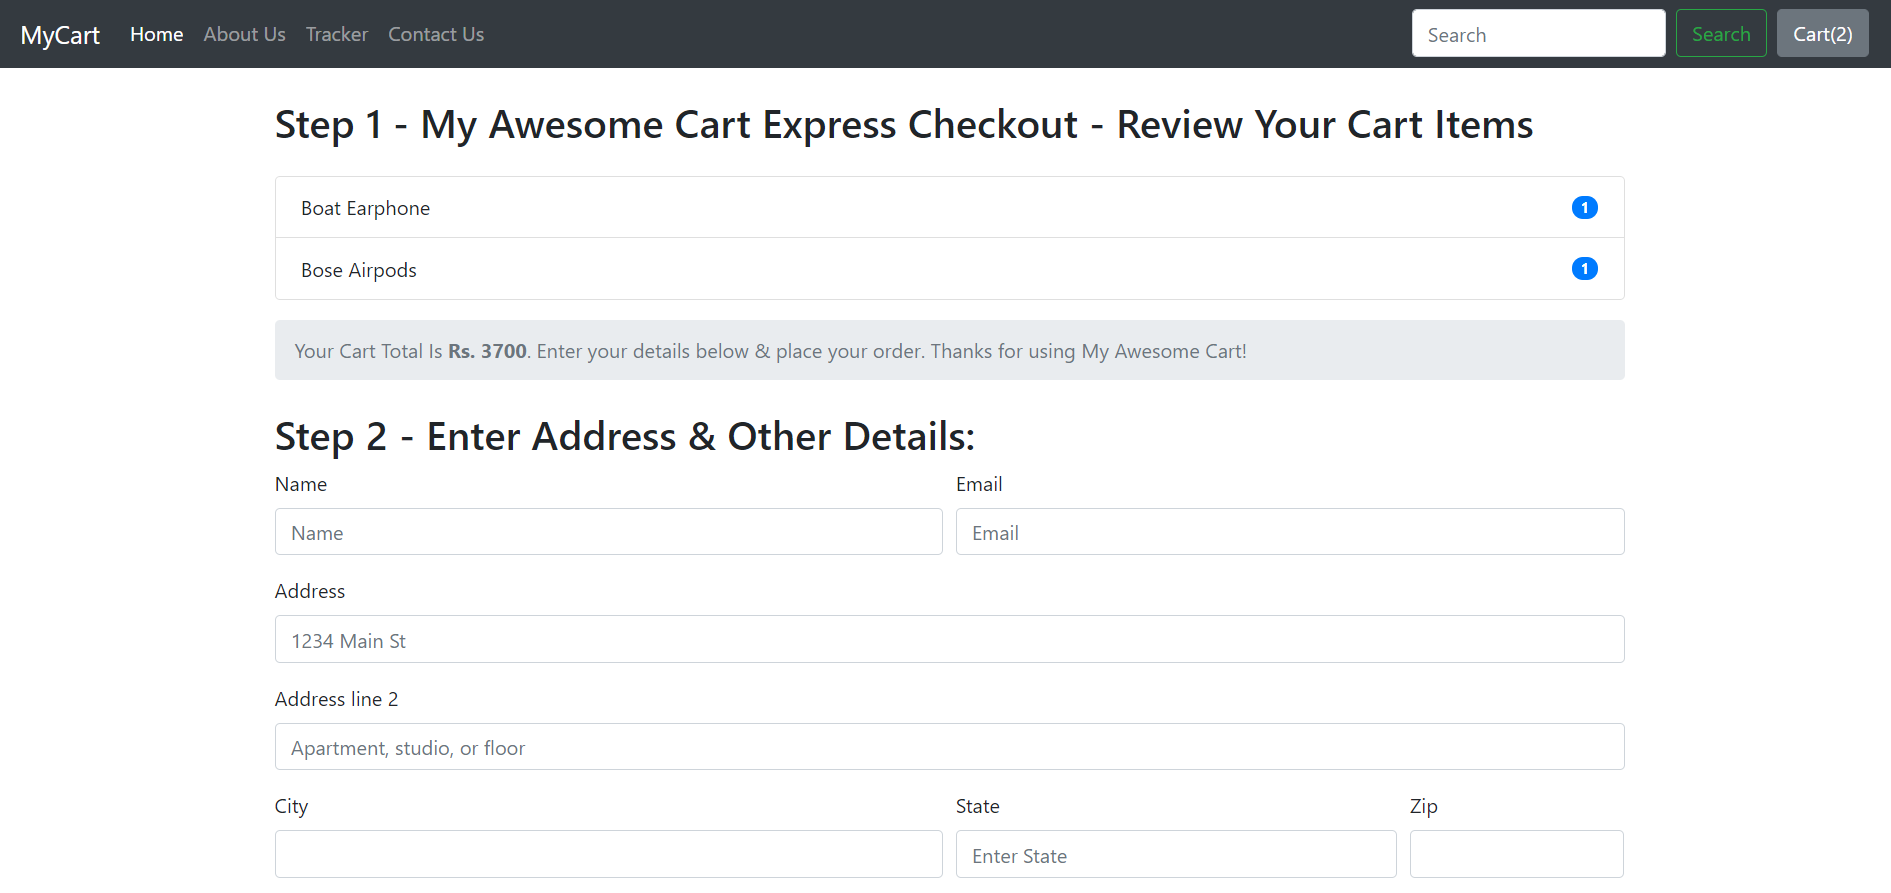 MyCart Home About Us Tracker Contact Us Search Search Cart(2)
Step 1 - My Awesome Cart Express Checkout - Review Your Cart Items
Boat Earphone 1
Bose Airpods 1
Your Cart Total Is Rs. 3700. Enter your details below & place your order. Thanks for using My Awesome Cart!
Step 2 - Enter Address & Other Details:
Name Email
Name Email
Address
1234 Main St
Address line 2
Apartment, studio, or floor
City State Zip
Enter State